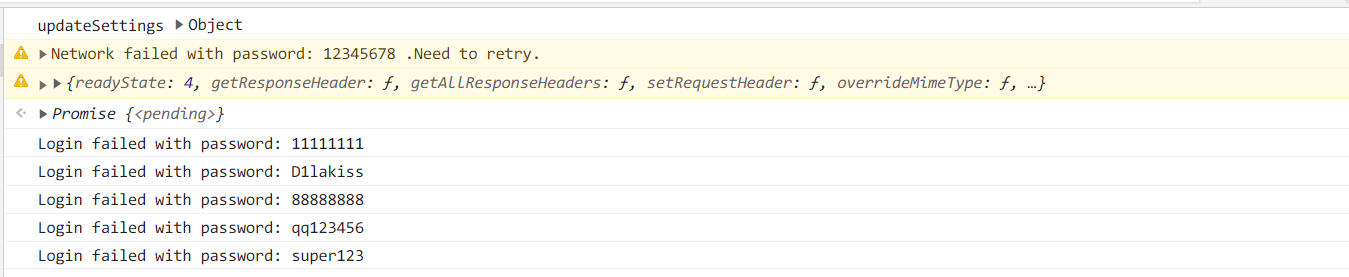 updateSettings ▶Object
▶Network failed with password: 12345678 .Need to retry.
▶ ▶{readyState: 4, getResponseHeader: ƒ, getAllResponseHeaders: ƒ, setRequestHeader: ƒ, overrideMimeType: ƒ, …}
▶Promise {<pending>}
Login failed with password: 11111111
Login failed with password: D1lakiss
Login failed with password: 88888888
Login failed with password: qq123456
Login failed with password: super123